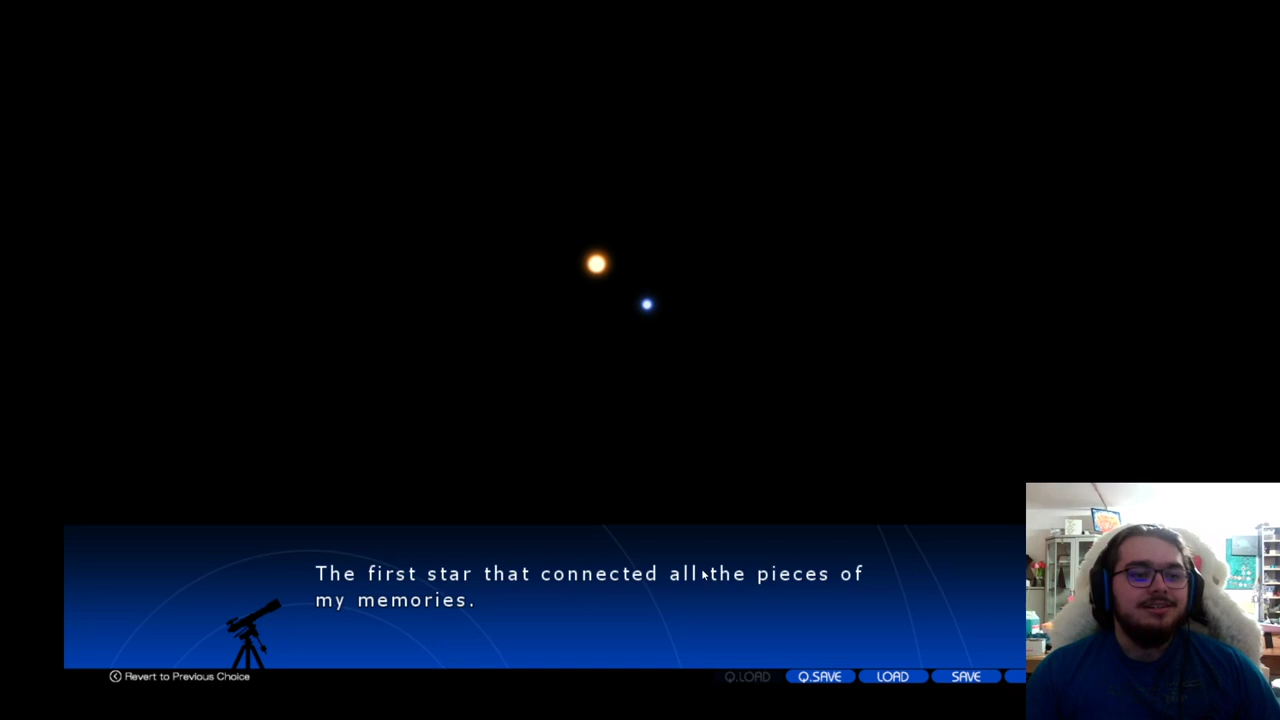 The first star that connected all the pieces of
my memories.
Revert to Previous Choice
Q.LOAD
Q.SAVE
LOAD
SAVE